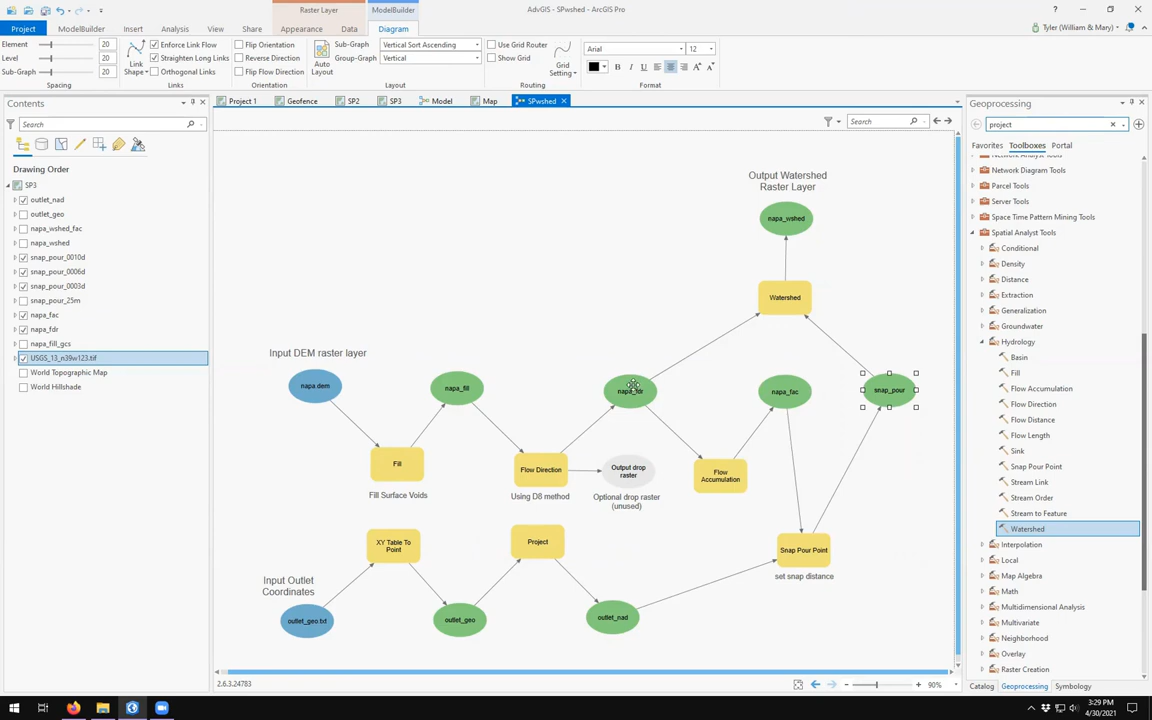 Raster Layer
ModelBuilder
AdvGIS - SPwshed - ArcGIS Pro
Tyler (William & Mary)
Project
ModelBuilder
Insert
Analysis
View
Share
Appearance
Data
Diagram
Element 20
Level 20
Sub-Graph 20
Spacing
Link Shape
Enforce Link Flow
Straighten Long Links
Orthogonal Links
Links
Flip Orientation
Reverse Direction
Flip Flow Direction
Orientation
Auto Layout
Sub-Graph Vertical Sort Ascending
Group-Graph Vertical
Layout
Use Grid Router
Show Grid
Grid Setting
Routing
Arial 12
B I U
Format
Contents
Search
Drawing Order
SP3
outlet_nad
outlet_geo
napa_wshed_fac
napa_wshed
snap_pour_0010d
snap_pour_0006d
snap_pour_0003d
snap_pour_25m
napa_fac
napa_fdr
napa_fill_gcs
USGS_13_n39w123.tif
World Topographic Map
World Hillshade
Project 1
Geofence
SP2
SP3
Model
Map
SPwshed
Search
Output Watershed
Raster Layer
napa_wshed
Watershed
Input DEM raster layer
napa.dem
napa_fill
napa_fdr
napa_fac
snap_pour
Fill
Fill Surface Voids
Flow Direction
Using D8 method
Output drop
raster
Optional drop raster
(unused)
Flow
Accumulation
XY Table To
Point
Project
Snap Pour Point
set snap distance
Input Outlet
Coordinates
outlet_geo.txt
outlet_geo
outlet_nad
2.6.3.24783
90%
Geoprocessing
project
Favorites
Toolboxes
Portal
Network Analyst Tools
Network Diagram Tools
Parcel Tools
Server Tools
Space Time Pattern Mining Tools
Spatial Analyst Tools
Conditional
Density
Distance
Extraction
Generalization
Groundwater
Hydrology
Basin
Fill
Flow Accumulation
Flow Direction
Flow Distance
Flow Length
Sink
Snap Pour Point
Stream Link
Stream Order
Stream to Feature
Watershed
Interpolation
Local
Map Algebra
Math
Multidimensional Analysis
Multivariate
Neighborhood
Overlay
Raster Creation
Catalog
Geoprocessing
Symbology
3:29 PM
4/30/2021